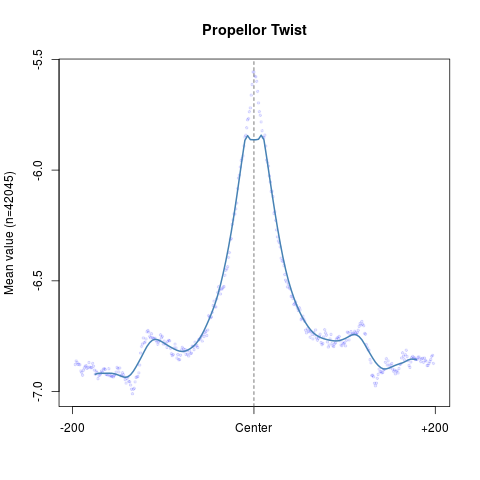 Propellor Twist
Mean value (n=42045)
-5.5
-6.0
-6.5
-7.0
-200
Center
+200